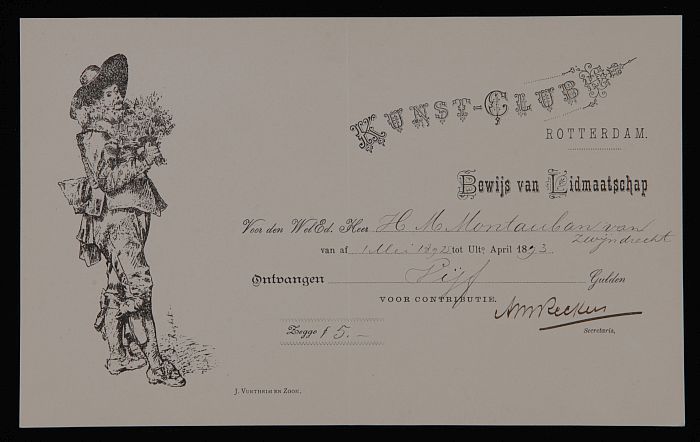 KUNST-CLUB
ROTTERDAM.
Bewijs van Lidmaatschap
Voor den WelEd. Heer H M Montauban van
Zwijndrecht
van af 1 Mei 1892 tot Ulto April 1893
Ontvangen Vijf Gulden
VOOR CONTRIBUTIE.
Zegge f 5.-
Secretaris.
J. VURTHEIM EN ZOON.